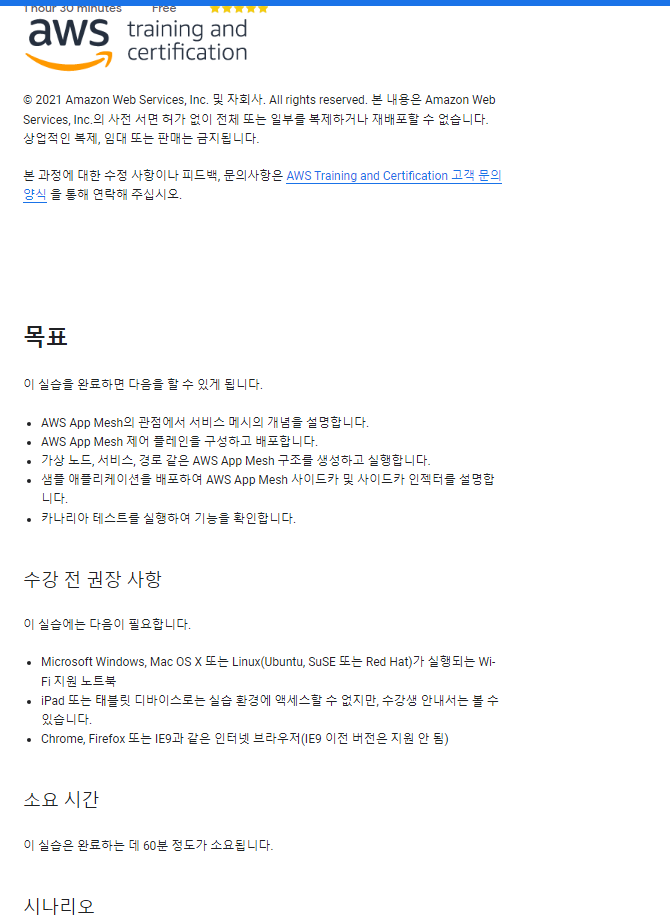 1 hour 30 minutes Free
aws training and
certification
© 2021 Amazon Web Services, Inc. 및 자회사. All rights reserved. 본 내용은 Amazon Web
Services, Inc.의 사전 서면 허가 없이 전체 또는 일부를 복제하거나 재배포할 수 없습니다.
상업적인 복제, 임대 또는 판매는 금지됩니다.
본 과정에 대한 수정 사항이나 피드백, 문의사항은 AWS Training and Certification 고객 문의
양식 을 통해 연락해 주십시오.
목표
이 실습을 완료하면 다음을 할 수 있게 됩니다.
• AWS App Mesh의 관점에서 서비스 메시의 개념을 설명합니다.
• AWS App Mesh 제어 플레인을 구성하고 배포합니다.
• 가상 노드, 서비스, 경로 같은 AWS App Mesh 구조를 생성하고 실행합니다.
• 샘플 애플리케이션을 배포하여 AWS App Mesh 사이드카 및 사이드카 인젝터를 설명합
니다.
• 카나리아 테스트를 실행하여 기능을 확인합니다.
수강 전 권장 사항
이 실습에는 다음이 필요합니다.
• Microsoft Windows, Mac OS X 또는 Linux(Ubuntu, SuSE 또는 Red Hat)가 실행되는 Wi-
Fi 지원 노트북
• iPad 또는 태블릿 디바이스로는 실습 환경에 액세스할 수 없지만, 수강생 안내서는 볼 수
있습니다.
• Chrome, Firefox 또는 IE9과 같은 인터넷 브라우저(IE9 이전 버전은 지원 안 됨)
소요 시간
이 실습은 완료하는 데 60분 정도가 소요됩니다.
시나리오